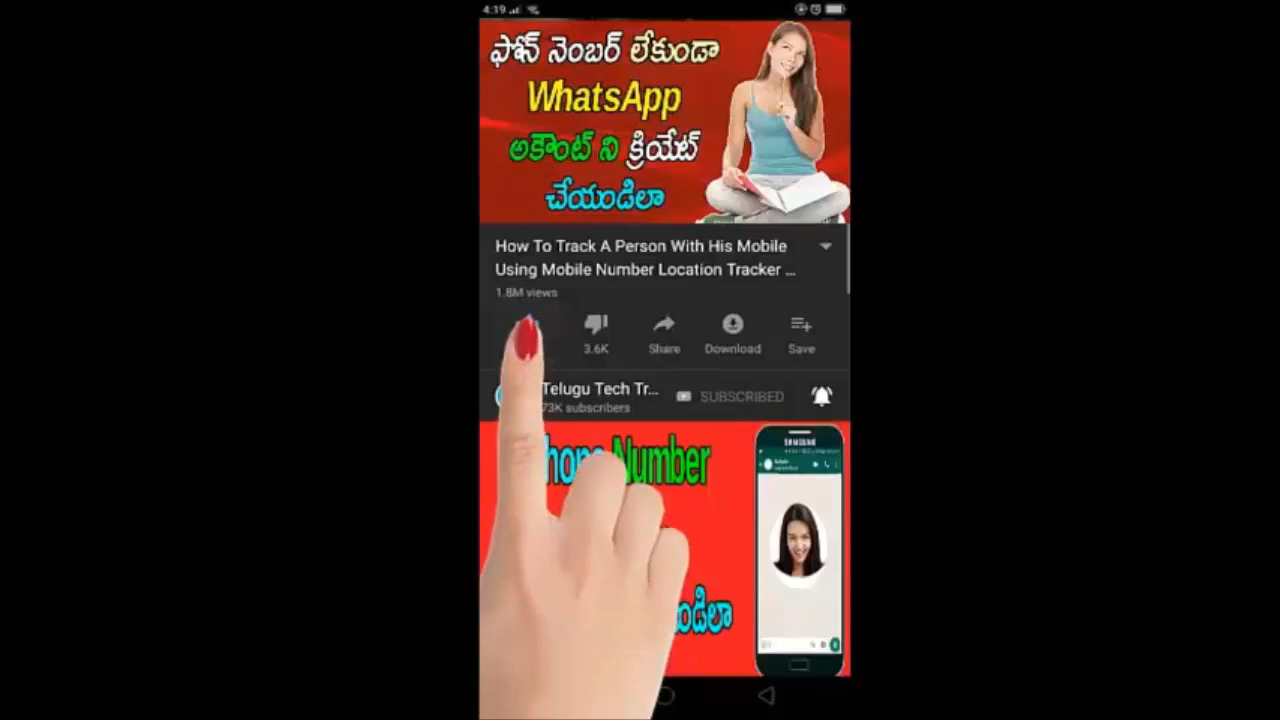 4:19
ఫోన్ నెంబర్ లేకుండా
WhatsApp
అకౌంట్ ని క్రియేట్
చేయండిలా
How To Track A Person With His Mobile
Using Mobile Number Location Tracker ...
1.8M views
3.6K Share Download Save
Telugu Tech Tr... SUBSCRIBED
73K subscribers
Number
SAMSUNG